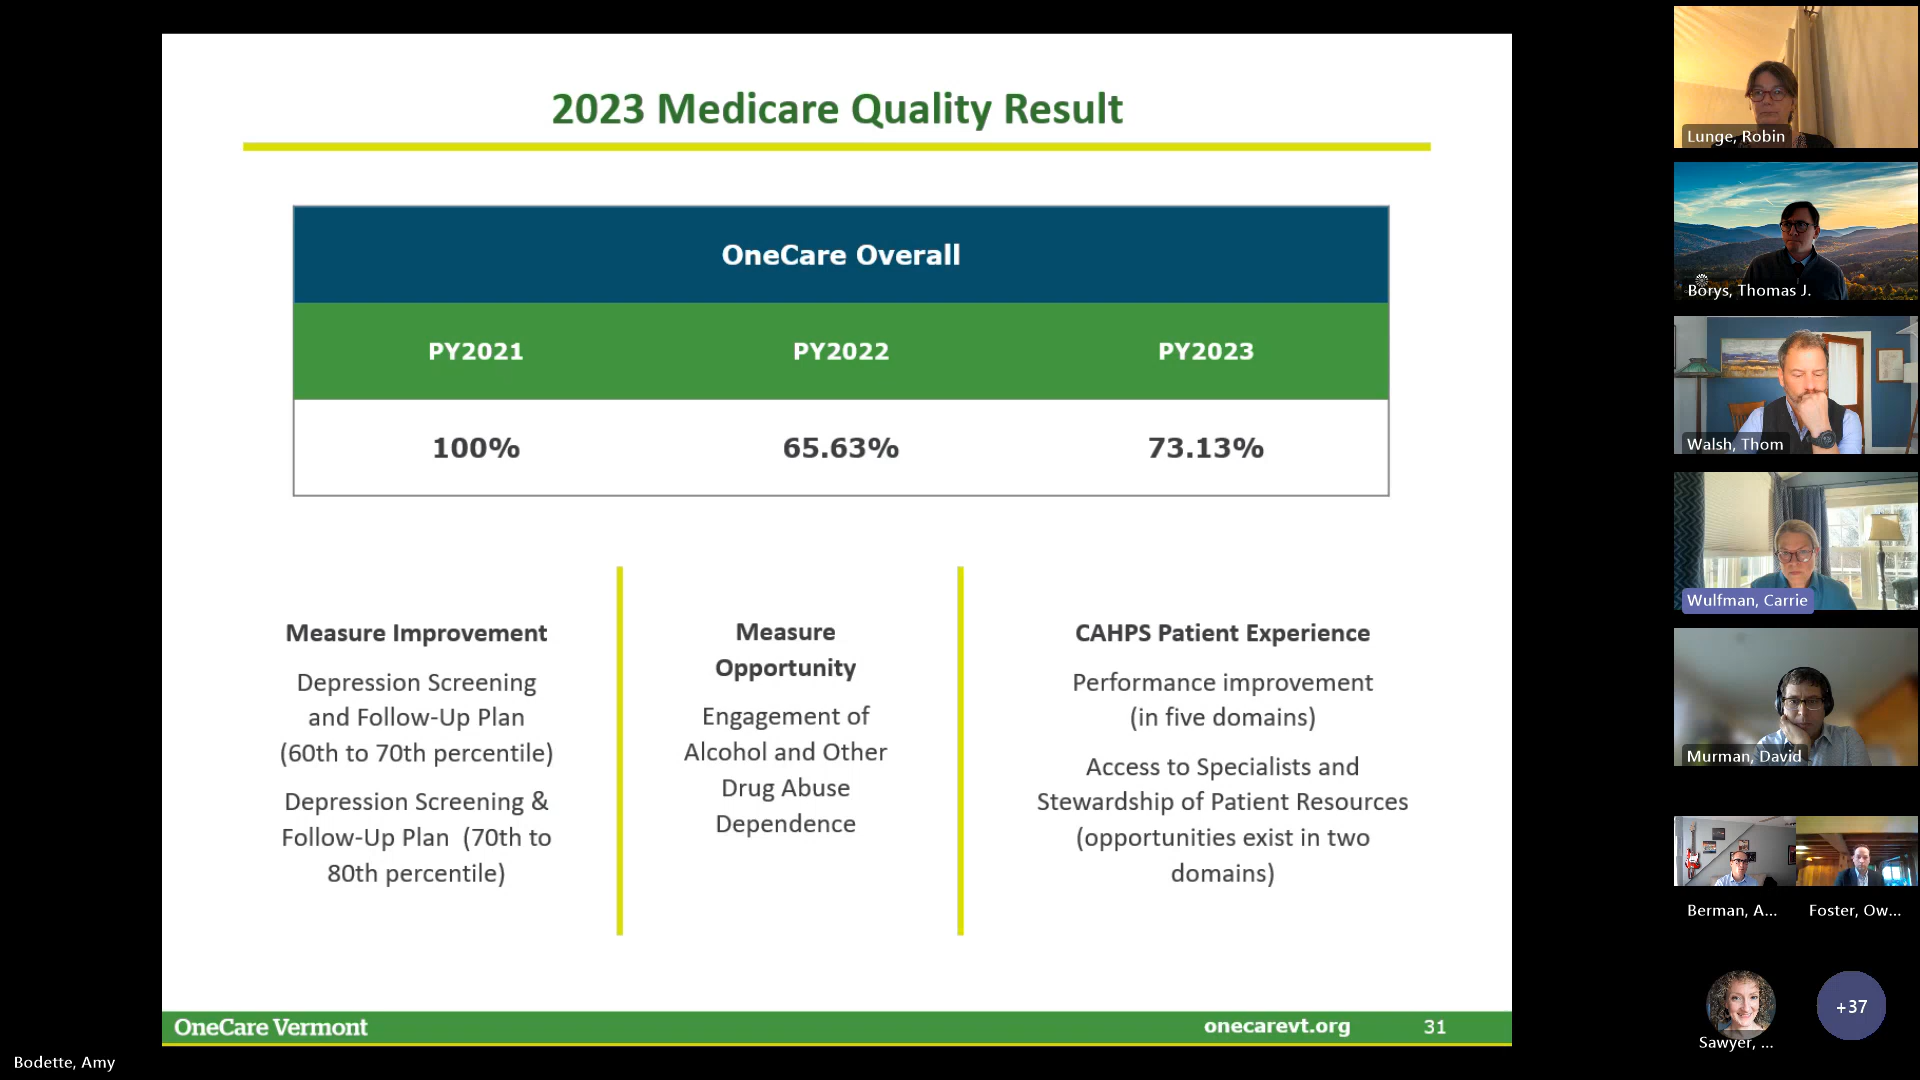 2023 Medicare Quality Result
OneCare Overall
PY2021 PY2022 PY2023
100% 65.63% 73.13%
Measure Improvement
Depression Screening
and Follow-Up Plan
(60th to 70th percentile)
Depression Screening &
Follow-Up Plan (70th to
80th percentile)
Measure
Opportunity
Engagement of
Alcohol and Other
Drug Abuse
Dependence
CAHPS Patient Experience
Performance improvement
(in five domains)
Access to Specialists and
Stewardship of Patient Resources
(opportunities exist in two
domains)
OneCare Vermont onecarevt.org 31
Bodette, Amy
Lunge, Robin
Borys, Thomas J.
Walsh, Thom
Wulfman, Carrie
Murman, David
Berman, A... Foster, Ow...
Sawyer, ...
+37